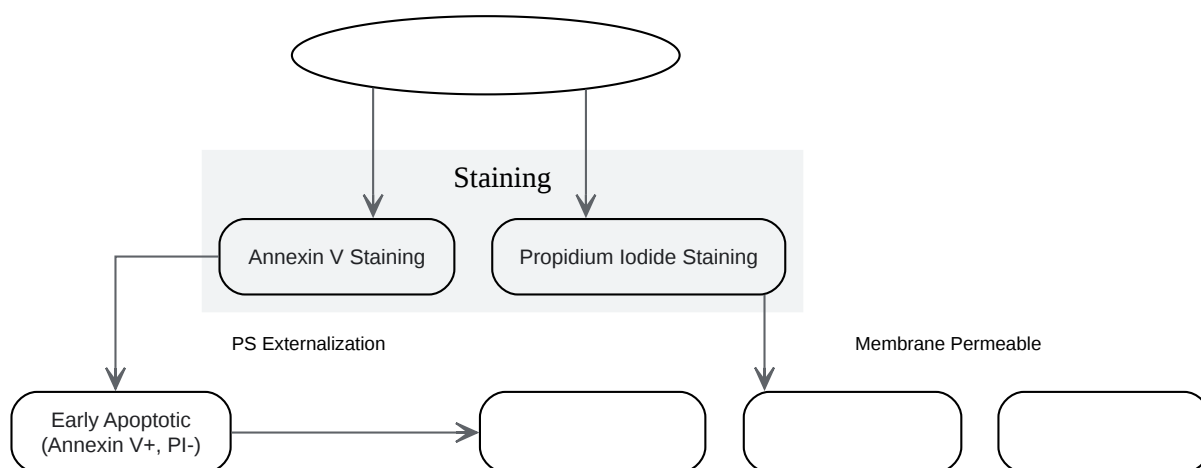 Staining
Annexin V Staining
Propidium Iodide Staining
PS Externalization
Membrane Permeable
Early Apoptotic
(Annexin V+, PI-)